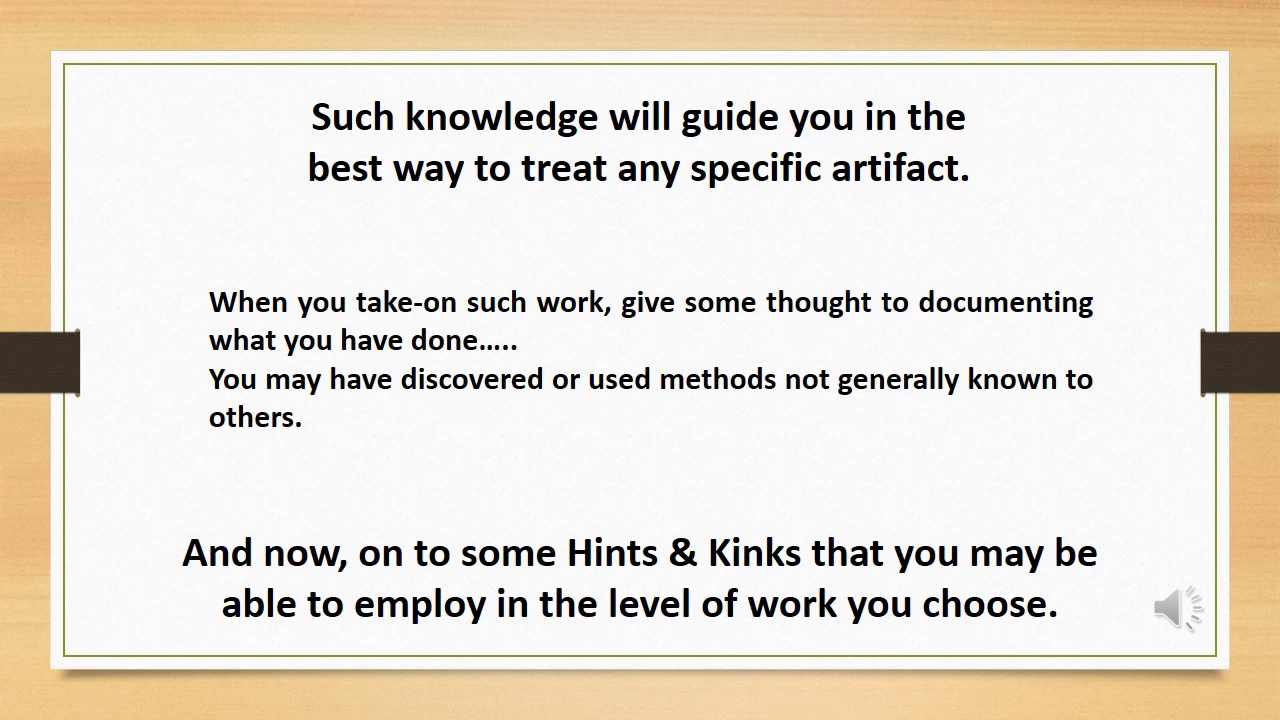 Such knowledge will guide you in the
best way to treat any specific artifact.
When you take-on such work, give some thought to documenting
what you have done…..
You may have discovered or used methods not generally known to
others.
And now, on to some Hints & Kinks that you may be
able to employ in the level of work you choose.